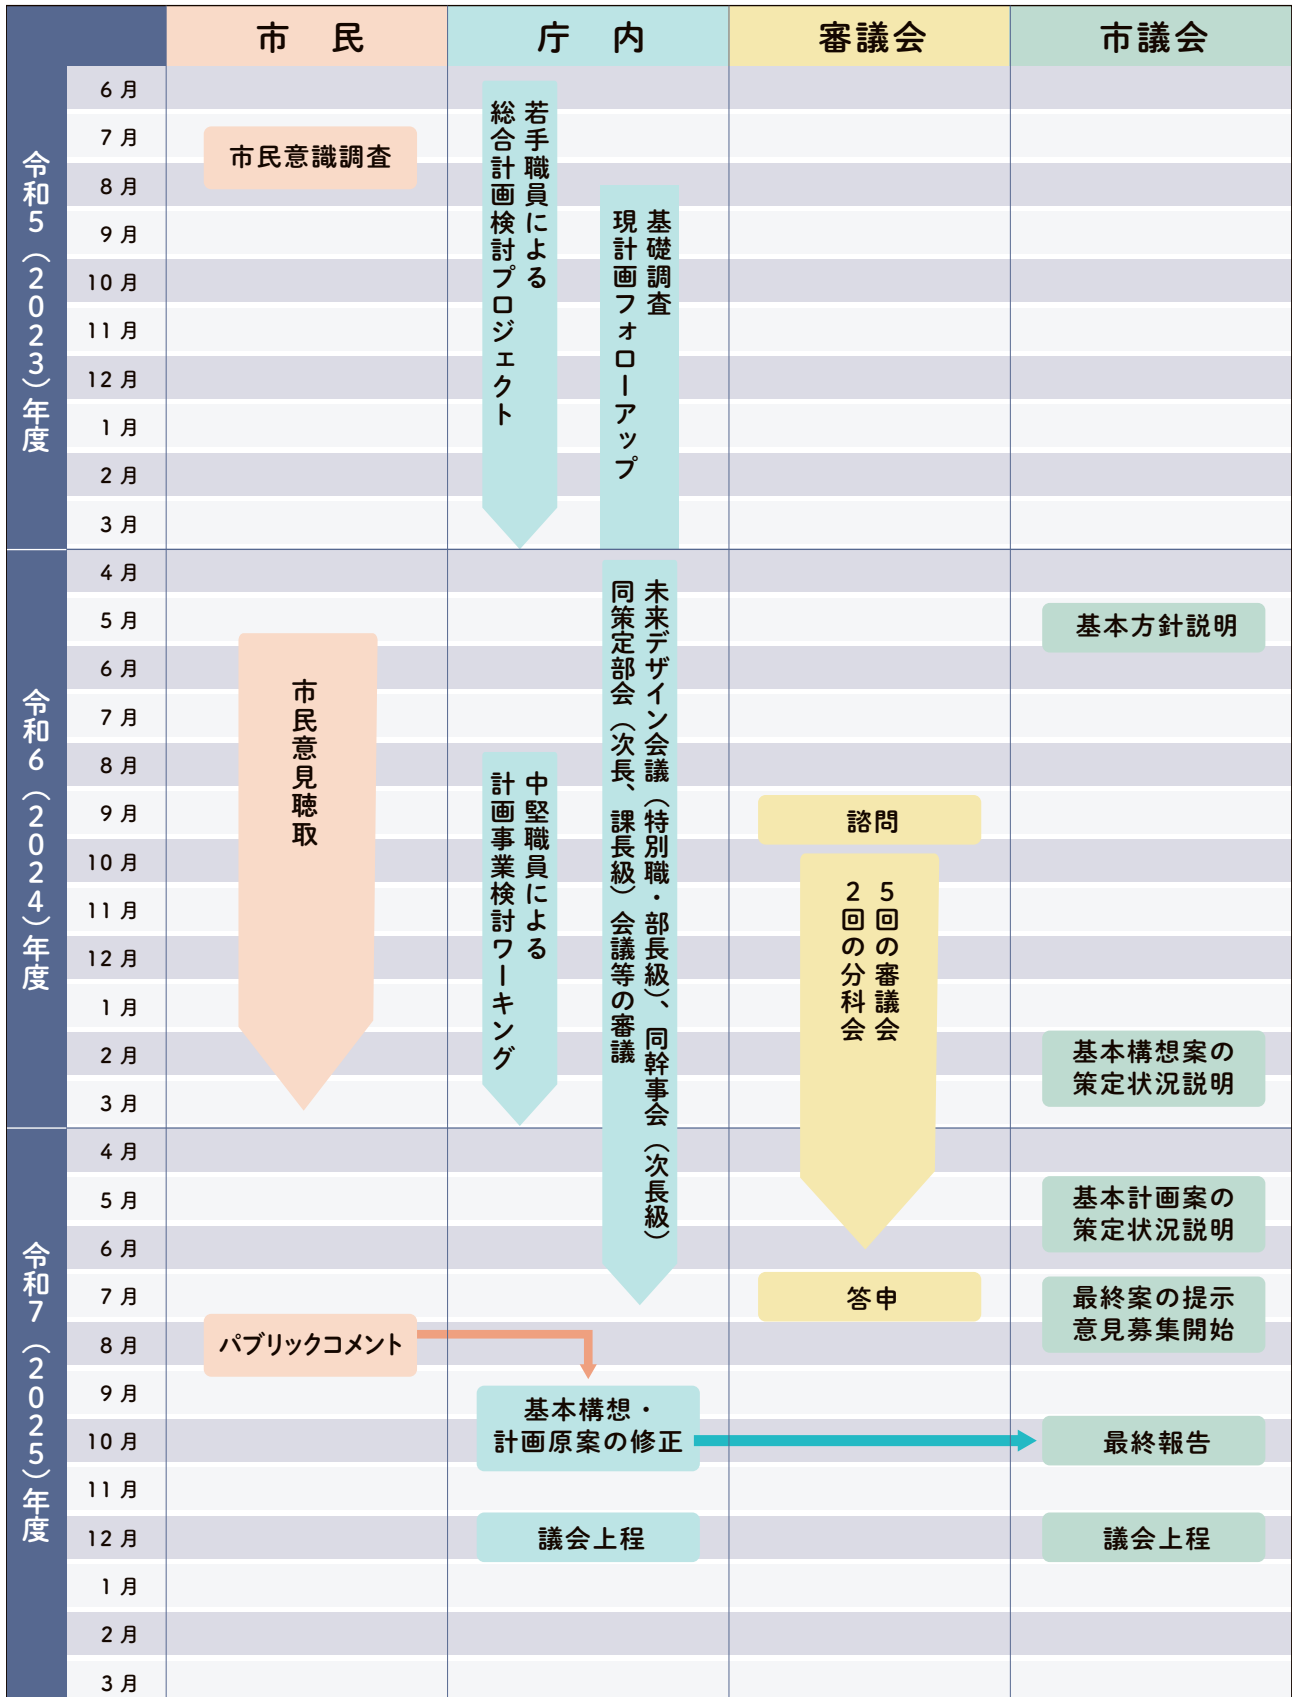 市民
庁内
審議会
市議会
令和5（2023）年度
6月
7月
8月
9月
10月
11月
12月
1月
2月
3月
市民意識調査
若手職員による
総合計画検討プロジェクト
基礎調査
現計画フォローアップ
令和6（2024）年度
4月
5月
6月
7月
8月
9月
10月
11月
12月
1月
2月
3月
市民意見聴取
中堅職員による
計画事業検討ワーキング
未来デザイン会議（特別職・部長級）、同幹事会（次長級）
同策定部会（次長、課長級）会議等の審議
諮問
5回の審議会
2回の分科会
基本方針説明
基本構想案の
策定状況説明
令和7（2025）年度
4月
5月
6月
7月
8月
9月
10月
11月
12月
1月
2月
3月
パブリックコメント
基本構想・
計画原案の修正
議会上程
答申
基本計画案の
策定状況説明
最終案の提示
意見募集開始
最終報告
議会上程